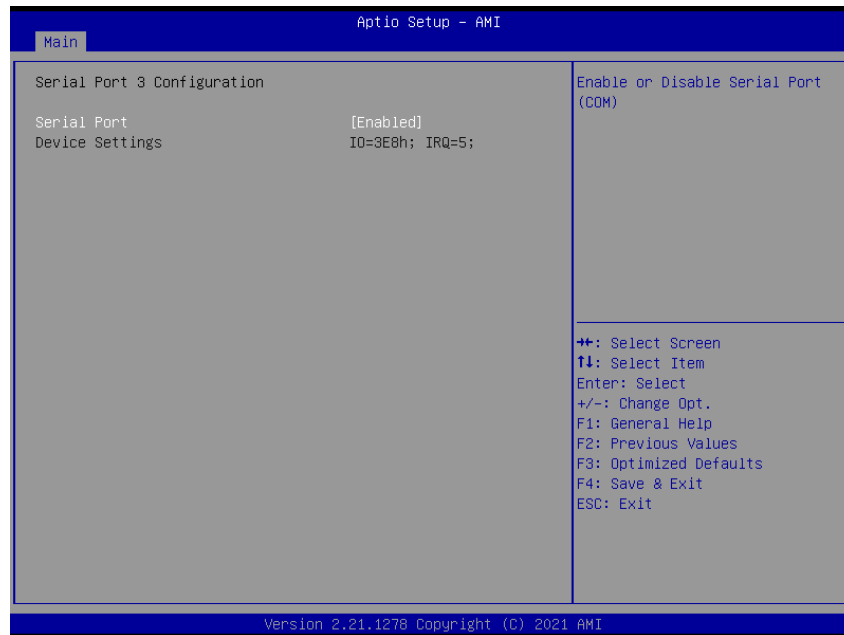 Aptio Setup – AMI
Main
Serial Port 3 Configuration
Serial Port [Enabled]
Device Settings IO=3E8h; IRQ=5;
Enable or Disable Serial Port
(COM)
→←: Select Screen
↑↓: Select Item
Enter: Select
+/-: Change Opt.
F1: General Help
F2: Previous Values
F3: Optimized Defaults
F4: Save & Exit
ESC: Exit
Version 2.21.1278 Copyright (C) 2021 AMI